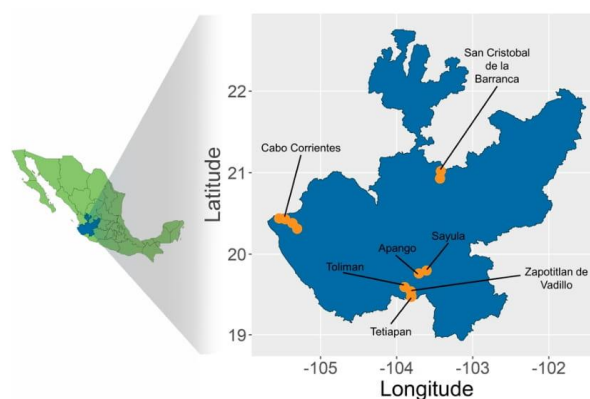 San Cristobal
de la
Barranca
22
Cabo Corrientes
21
Latitude
Sayula
Apango
20
Toliman
Zapotitlan de
Vadillo
Tetiapan
19
-105
-104
-103
-102
Longitude